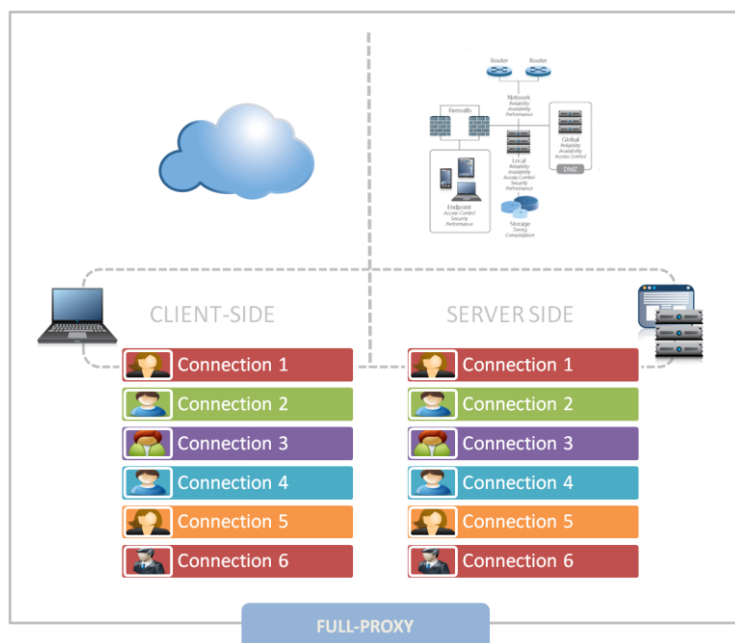 Router
Router
Network
Reliability
Availability
Performance
Firewalls
Global
Reliability
Availability
Access Control
DMZ
Local
Reliability
Availability
Access Control
Security
Performance
Endpoint
Access Control
Security
Performance
Storage
Tiering
Consolidation
CLIENT-SIDE
SERVER SIDE
Connection 1
Connection 1
Connection 2
Connection 2
Connection 3
Connection 3
Connection 4
Connection 4
Connection 5
Connection 5
Connection 6
Connection 6
FULL-PROXY